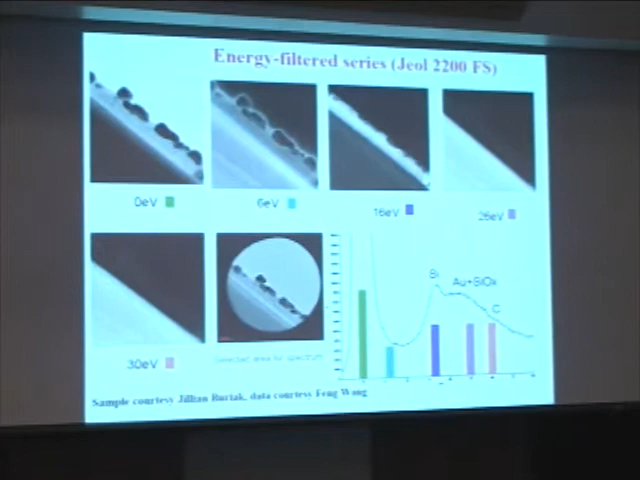 Energy-filtered series (Jeol 2200 FS)
0eV
6eV
16eV
26eV
30eV
Selected area for spectrum
Si
Au+SiOx
C
Sample courtesy Jillian Buriak, data courtesy Feng Wang